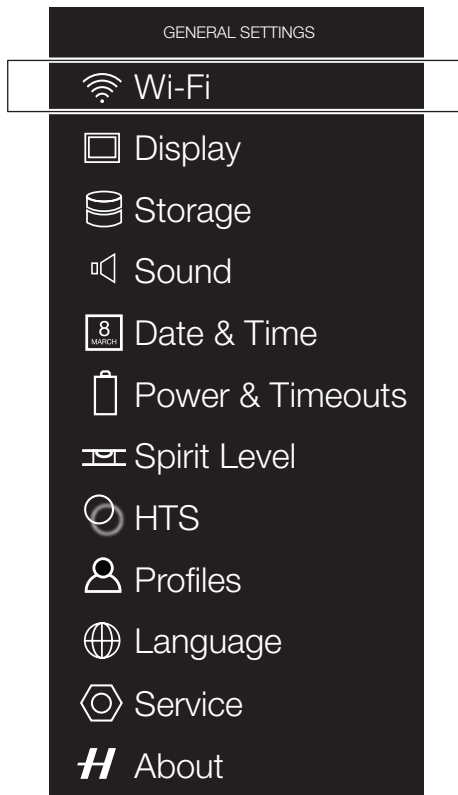 GENERAL SETTINGS
Wi-Fi
Display
Storage
Sound
8
MARCH
Date & Time
Power & Timeouts
Spirit Level
HTS
Profiles
Language
Service
H About